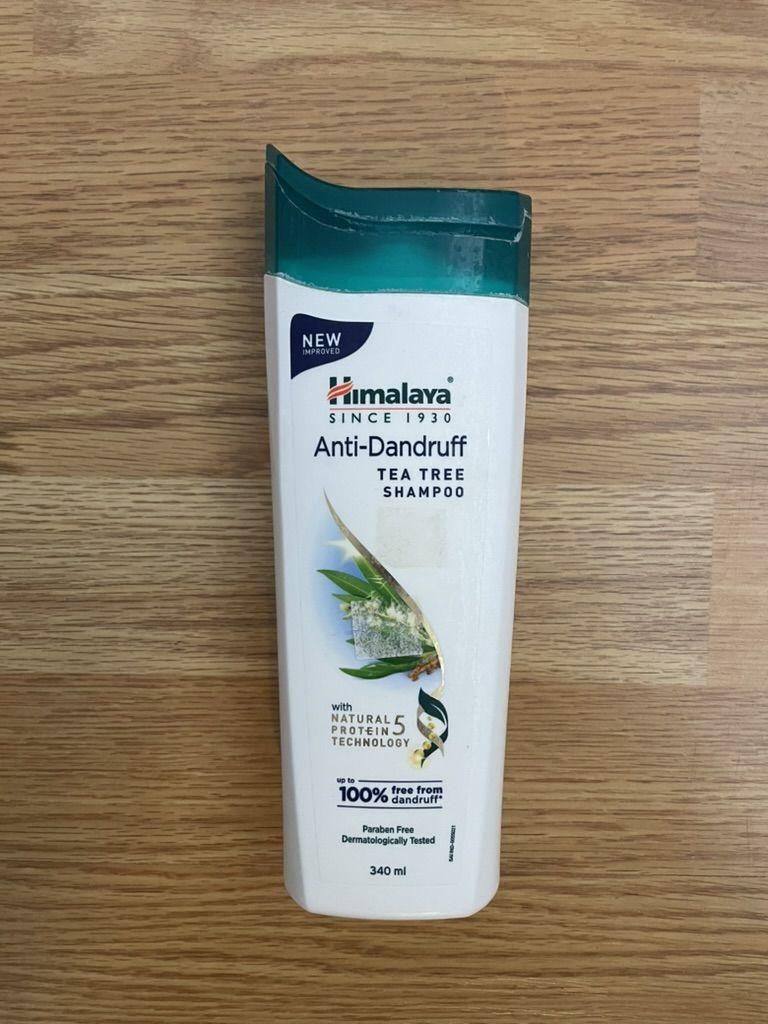 NEW
IMPROVED
Himalaya®
SINCE 1930
Anti-Dandruff
TEA TREE
SHAMPOO
with
NATURAL
PROTEIN 5
TECHNOLOGY
up to
100% free from
dandruff*
Paraben Free
Dermatologically Tested
340 ml